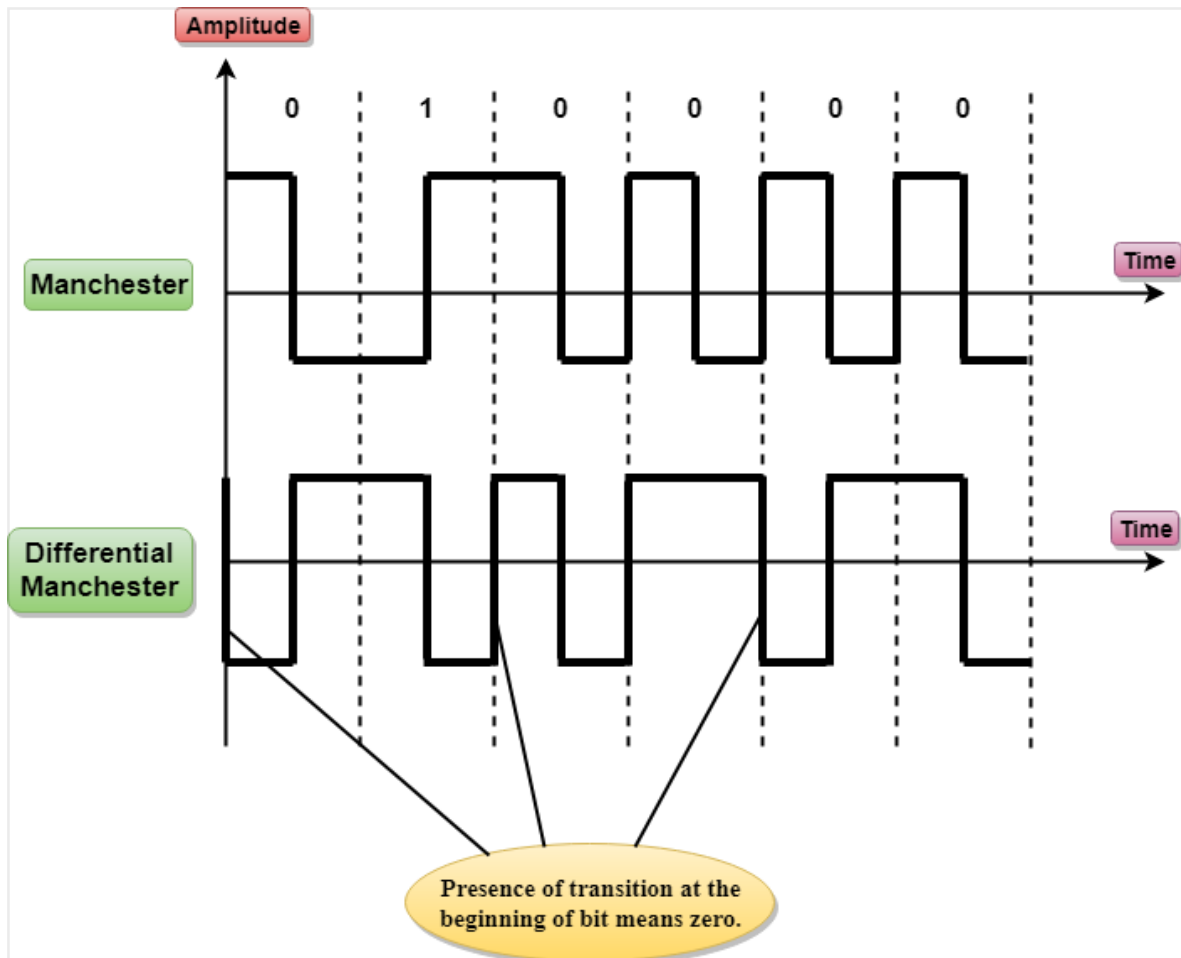 Amplitude
0 1 0 0 0 0
Manchester
Time
Differential
Manchester
Time
Presence of transition at the
beginning of bit means zero.